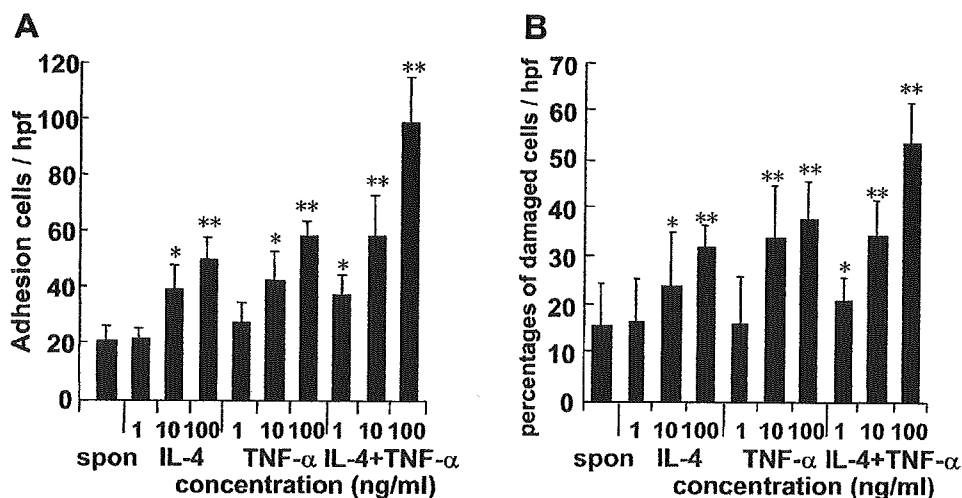 A
Adhesion cells / hpf
120
100
80
60
40
20
0
** 
* ** * ** * **
1 10 100 1 10 100 1 10 100
spon IL-4 TNF-α IL-4+TNF-α
concentration (ng/ml)
B
percentages of damaged cells / hpf
70
60
50
40
30
20
10
0
**
* ** ** ** * **
1 10 100 1 10 100 1 10 100
spon IL-4 TNF-α IL-4+TNF-α
concentration (ng/ml)